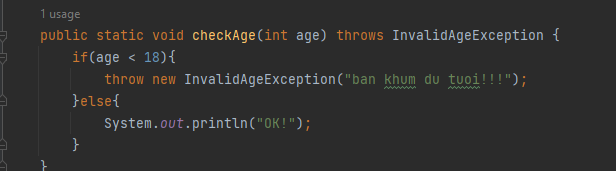 1 usage
public static void checkAge(int age) throws InvalidAgeException {
if(age < 18){
throw new InvalidAgeException("ban khum du tuoi!!!");
}else{
System.out.println("OK!");
}
}